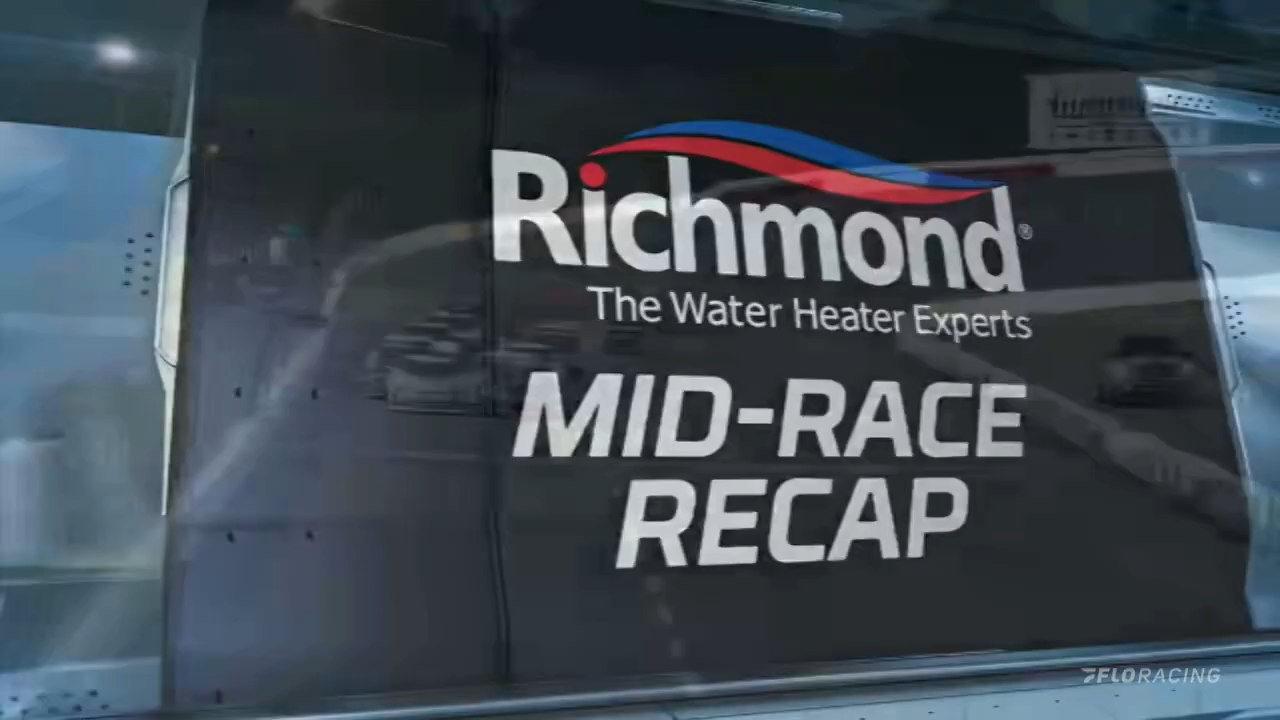 Richmond®
The Water Heater Experts
MID-RACE
RECAP
FLORACING